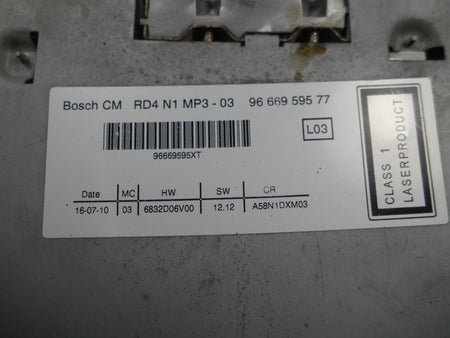 Bosch CM RD4 N1 MP3 - 03 96 669 595 77
L03
96669595XT
CLASS 1
LASERPRODUCT
Date MC HW SW CR
16-07-10 03 6832D06V00 12.12 A58N1DXM03